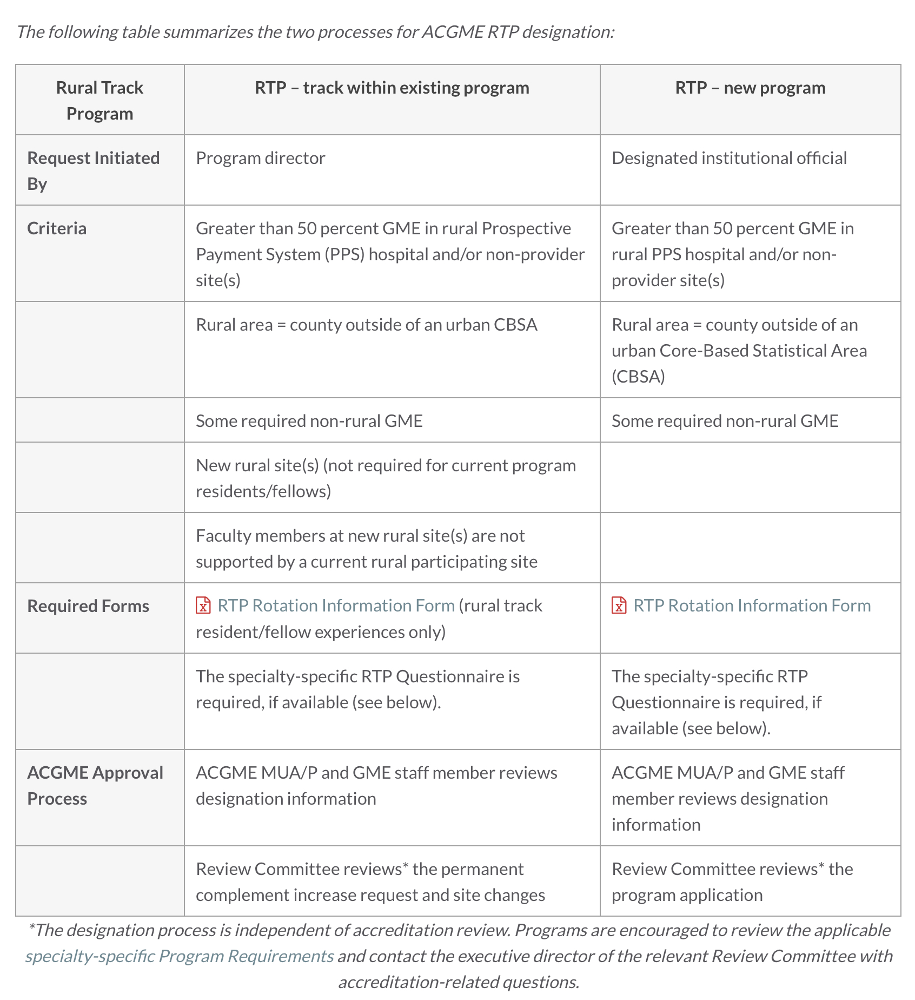 The following table summarizes the two processes for ACGME RTP designation:
Rural Track
Program
RTP – track within existing program
RTP – new program
Request Initiated
By
Program director
Designated institutional official
Criteria
Greater than 50 percent GME in rural Prospective
Payment System (PPS) hospital and/or non-provider
site(s)
Greater than 50 percent GME in
rural PPS hospital and/or non-
provider site(s)
Rural area = county outside of an urban CBSA
Rural area = county outside of an
urban Core-Based Statistical Area
(CBSA)
Some required non-rural GME
Some required non-rural GME
New rural site(s) (not required for current program
residents/fellows)
Faculty members at new rural site(s) are not
supported by a current rural participating site
Required Forms
RTP Rotation Information Form (rural track
resident/fellow experiences only)
RTP Rotation Information Form
The specialty-specific RTP Questionnaire is
required, if available (see below).
The specialty-specific RTP
Questionnaire is required, if
available (see below).
ACGME Approval
Process
ACGME MUA/P and GME staff member reviews
designation information
ACGME MUA/P and GME staff
member reviews designation
information
Review Committee reviews* the permanent
complement increase request and site changes
Review Committee reviews* the
program application
*The designation process is independent of accreditation review. Programs are encouraged to review the applicable
specialty-specific Program Requirements and contact the executive director of the relevant Review Committee with
accreditation-related questions.